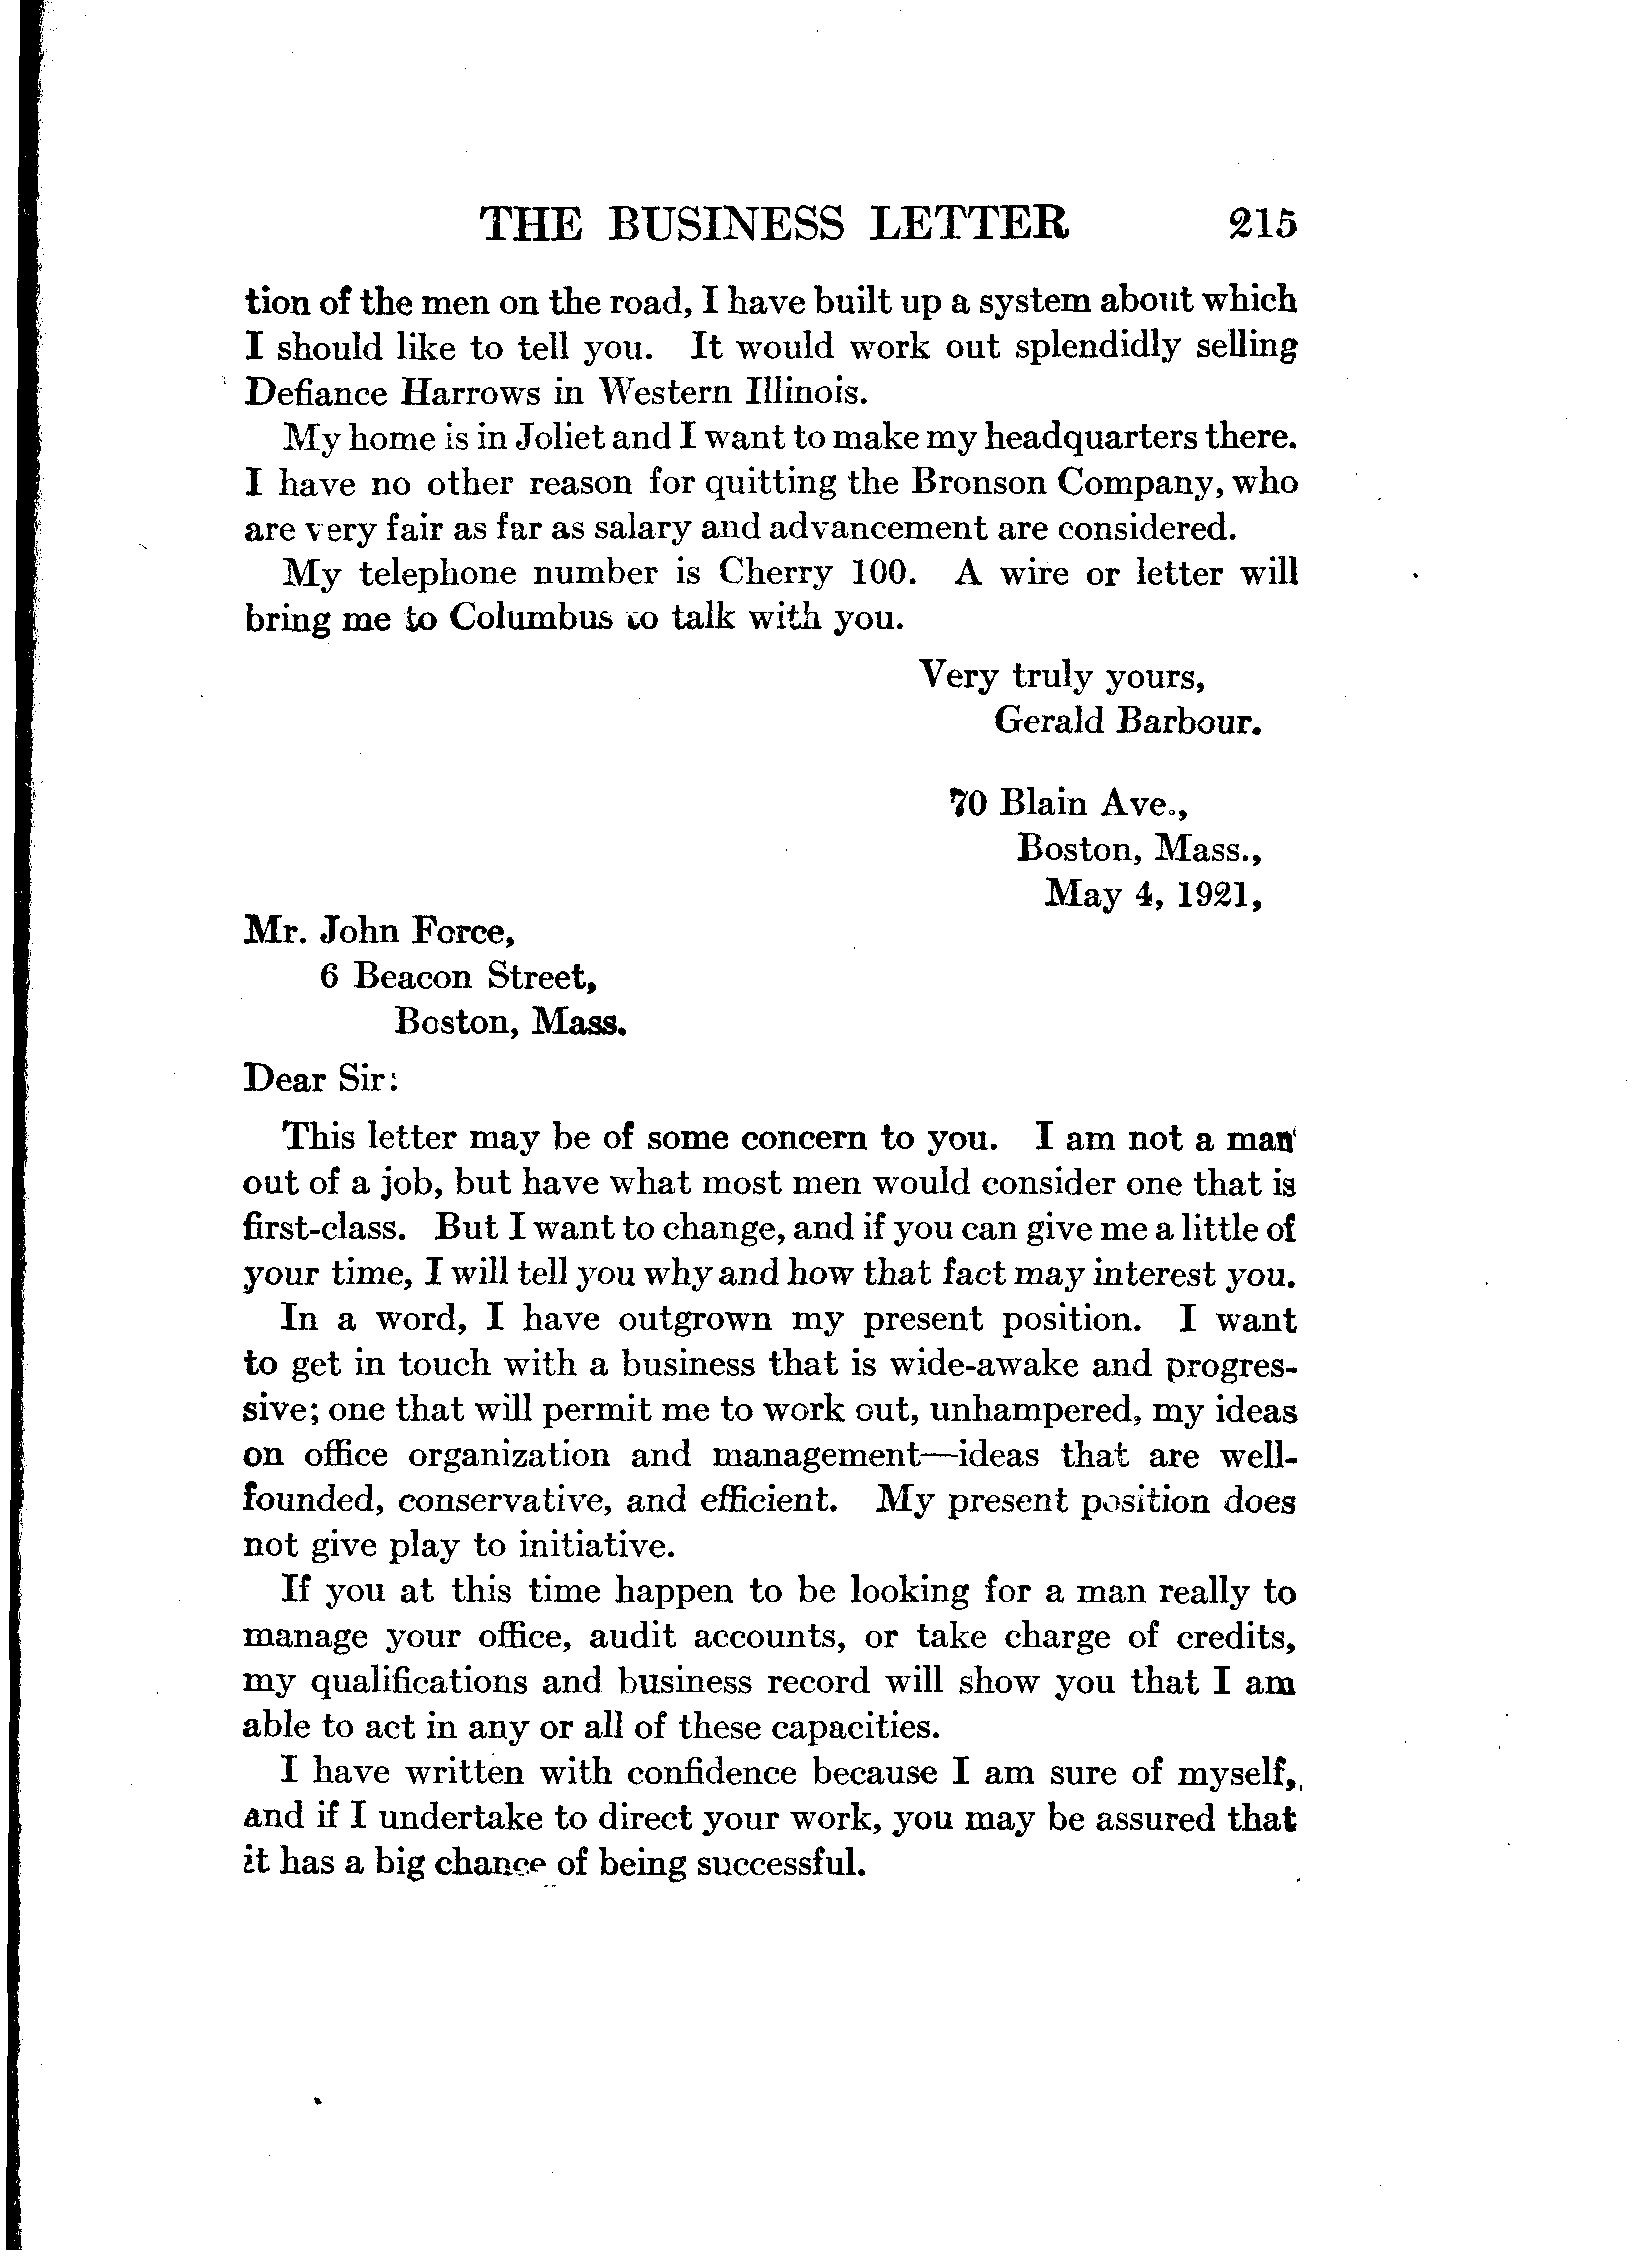 THE BUSINESS LETTER 215
tion of the men on the road, I have built up a system about which
I should like to tell you. It would work out splendidly selling
Defiance Harrows in Western Illinois.
My home is in Joliet and I want to make my headquarters there.
I have no other reason for quitting the Bronson Company, who
are very fair as far as salary and advancement are considered.
My telephone number is Cherry 100. A wire or letter will
bring me to Columbus to talk with you.
Very truly yours,
Gerald Barbour.
70 Blain Ave.,
Boston, Mass.,
May 4, 1921,
Mr. John Force,
6 Beacon Street,
Boston, Mass.
Dear Sir:
This letter may be of some concern to you. I am not a man
out of a job, but have what most men would consider one that is
first-class. But I want to change, and if you can give me a little of
your time, I will tell you why and how that fact may interest you.
In a word, I have outgrown my present position. I want
to get in touch with a business that is wide-awake and progres-
sive; one that will permit me to work out, unhampered, my ideas
on office organization and management—ideas that are well-
founded, conservative, and efficient. My present position does
not give play to initiative.
If you at this time happen to be looking for a man really to
manage your office, audit accounts, or take charge of credits,
my qualifications and business record will show you that I am
able to act in any or all of these capacities.
I have written with confidence because I am sure of myself,
and if I undertake to direct your work, you may be assured that
it has a big chance of being successful.